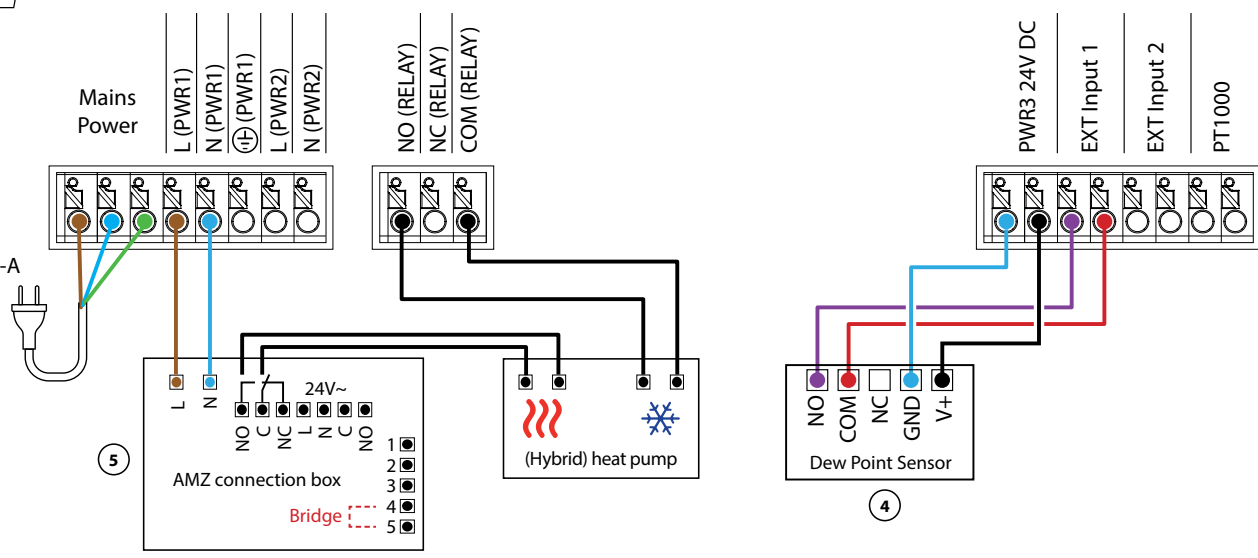 Mains
Power
L (PWR1)
N (PWR1)
(PWR1)
L (PWR2)
N (PWR2)
NO (RELAY)
NC (RELAY)
COM (RELAY)
PWR3 24V DC
EXT Input 1
EXT Input 2
PT1000
-A
L
N
24V~
NO
C
NC
L
N
C
NO
1
2
3
4
5
AMZ connection box
Bridge
5
(Hybrid) heat pump
NO
COM
NC
GND
V+
Dew Point Sensor
4